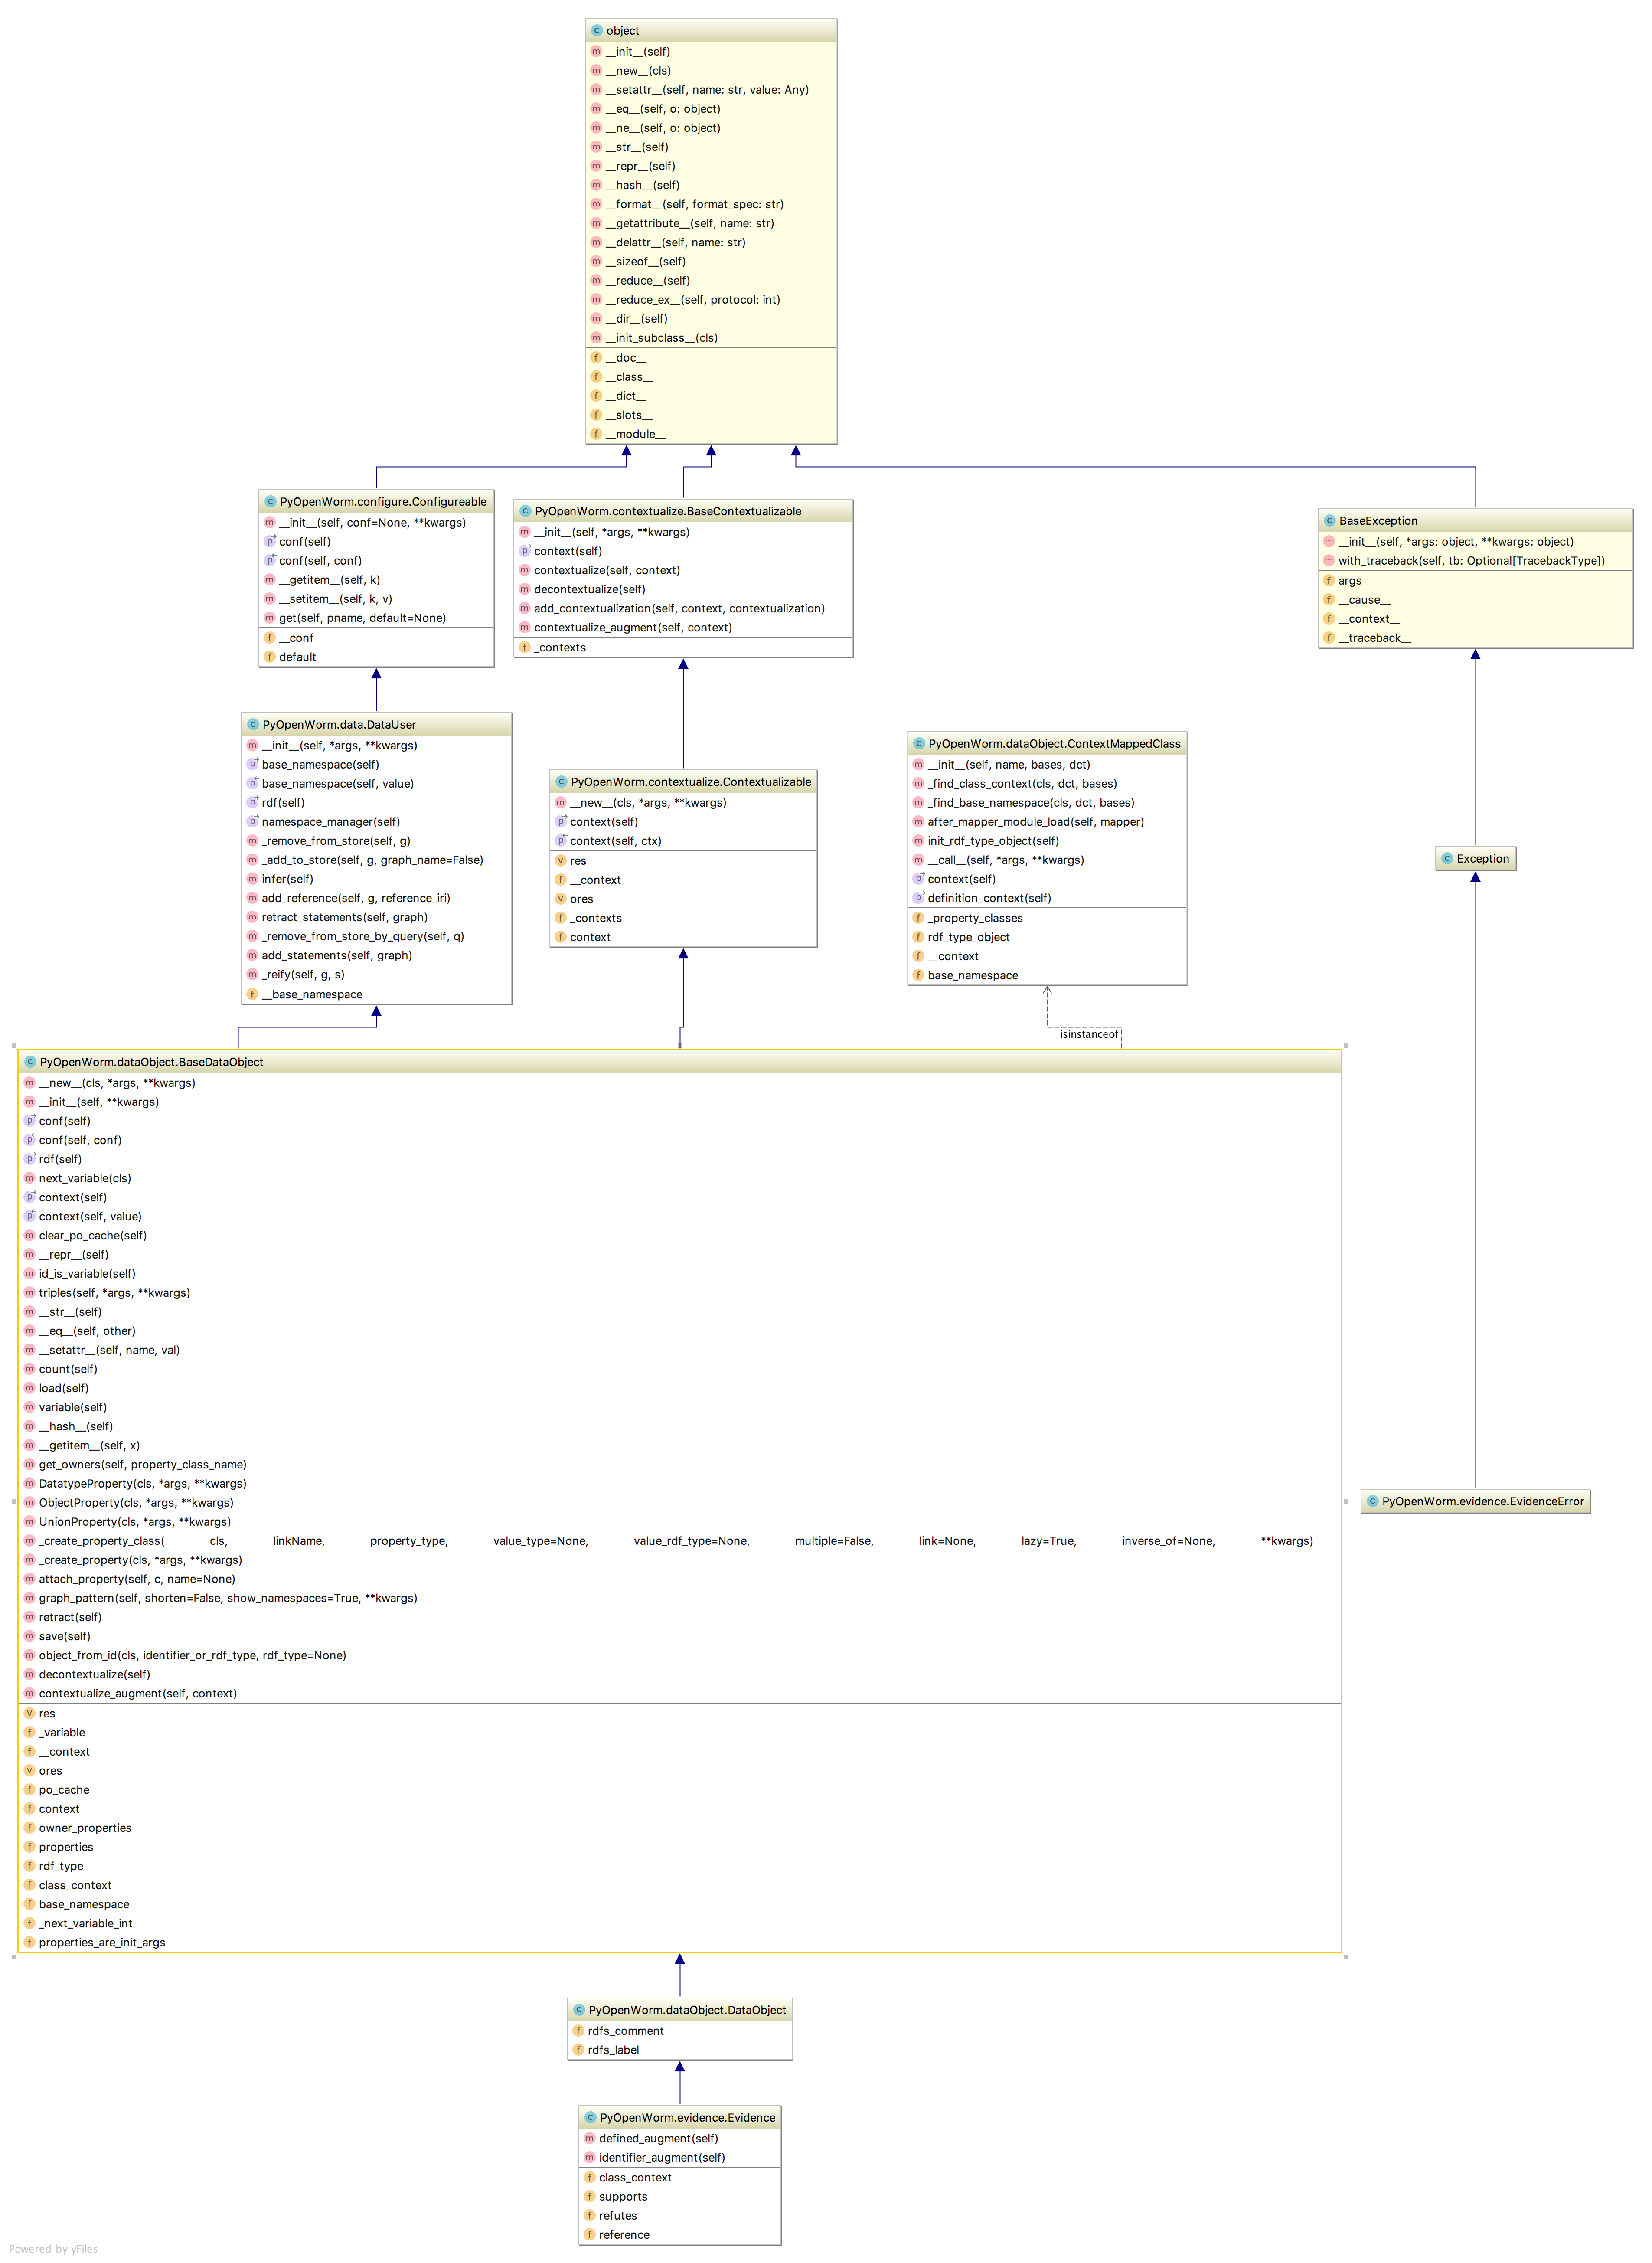 object
__init__(self)
__new__(cls)
__setattr__(self, name: str, value: Any)
__eq__(self, o: object)
__ne__(self, o: object)
__str__(self)
__repr__(self)
__hash__(self)
__format__(self, format_spec: str)
__getattribute__(self, name: str)
__delattr__(self, name: str)
__sizeof__(self)
__reduce__(self)
__reduce_ex__(self, protocol: int)
__dir__(self)
__init_subclass__(cls)
__doc__
__class__
__dict__
__slots__
__module__
PyOpenWorm.configure.Configureable
__init__(self, conf=None, **kwargs)
conf(self)
conf(self, conf)
__getitem__(self, k)
__setitem__(self, k, v)
get(self, pname, default=None)
__conf
default
PyOpenWorm.contextualize.BaseContextualizable
__init__(self, *args, **kwargs)
context(self)
contextualize(self, context)
decontextualize(self)
add_contextualization(self, context, contextualization)
contextualize_augment(self, context)
_contexts
BaseException
__init__(self, *args: object, **kwargs: object)
with_traceback(self, tb: Optional[TracebackType])
args
__cause__
__context__
__traceback__
PyOpenWorm.data.DataUser
__init__(self, *args, **kwargs)
base_namespace(self)
base_namespace(self, value)
rdf(self)
namespace_manager(self)
_remove_from_store(self, g)
_add_to_store(self, g, graph_name=False)
infer(self)
add_reference(self, g, reference_iri)
retract_statements(self, graph)
_remove_from_store_by_query(self, q)
add_statements(self, graph)
_reify(self, g, s)
__base_namespace
PyOpenWorm.contextualize.Contextualizable
__new__(cls, *args, **kwargs)
context(self)
context(self, ctx)
res
__context
ores
_contexts
context
PyOpenWorm.dataObject.ContextMappedClass
__init__(self, name, bases, dct)
_find_class_context(cls, dct, bases)
_find_base_namespace(cls, dct, bases)
after_mapper_module_load(self, mapper)
init_rdf_type_object(self)
__call__(self, *args, **kwargs)
context(self)
definition_context(self)
_property_classes
rdf_type_object
__context
base_namespace
Exception
isinstanceof
PyOpenWorm.dataObject.BaseDataObject
__new__(cls, *args, **kwargs)
__init__(self, **kwargs)
conf(self)
conf(self, conf)
rdf(self)
next_variable(cls)
context(self)
context(self, value)
clear_po_cache(self)
__repr__(self)
id_is_variable(self)
triples(self, *args, **kwargs)
__str__(self)
__eq__(self, other)
__setattr__(self, name, val)
count(self)
load(self)
variable(self)
__hash__(self)
__getitem__(self, x)
get_owners(self, property_class_name)
DatatypeProperty(cls, *args, **kwargs)
ObjectProperty(cls, *args, **kwargs)
UnionProperty(cls, *args, **kwargs)
_create_property_class( cls, linkName, property_type, value_type=None, value_rdf_type=None, multiple=False, link=None, lazy=True, inverse_of=None, **kwargs)
_create_property(cls, *args, **kwargs)
attach_property(self, c, name=None)
graph_pattern(self, shorten=False, show_namespaces=True, **kwargs)
retract(self)
save(self)
object_from_id(cls, identifier_or_rdf_type, rdf_type=None)
decontextualize(self)
contextualize_augment(self, context)
res
_variable
__context
ores
po_cache
context
owner_properties
properties
rdf_type
class_context
base_namespace
_next_variable_int
properties_are_init_args
PyOpenWorm.evidence.EvidenceError
PyOpenWorm.dataObject.DataObject
rdfs_comment
rdfs_label
PyOpenWorm.evidence.Evidence
defined_augment(self)
identifier_augment(self)
class_context
supports
refutes
reference
Powered by yFiles